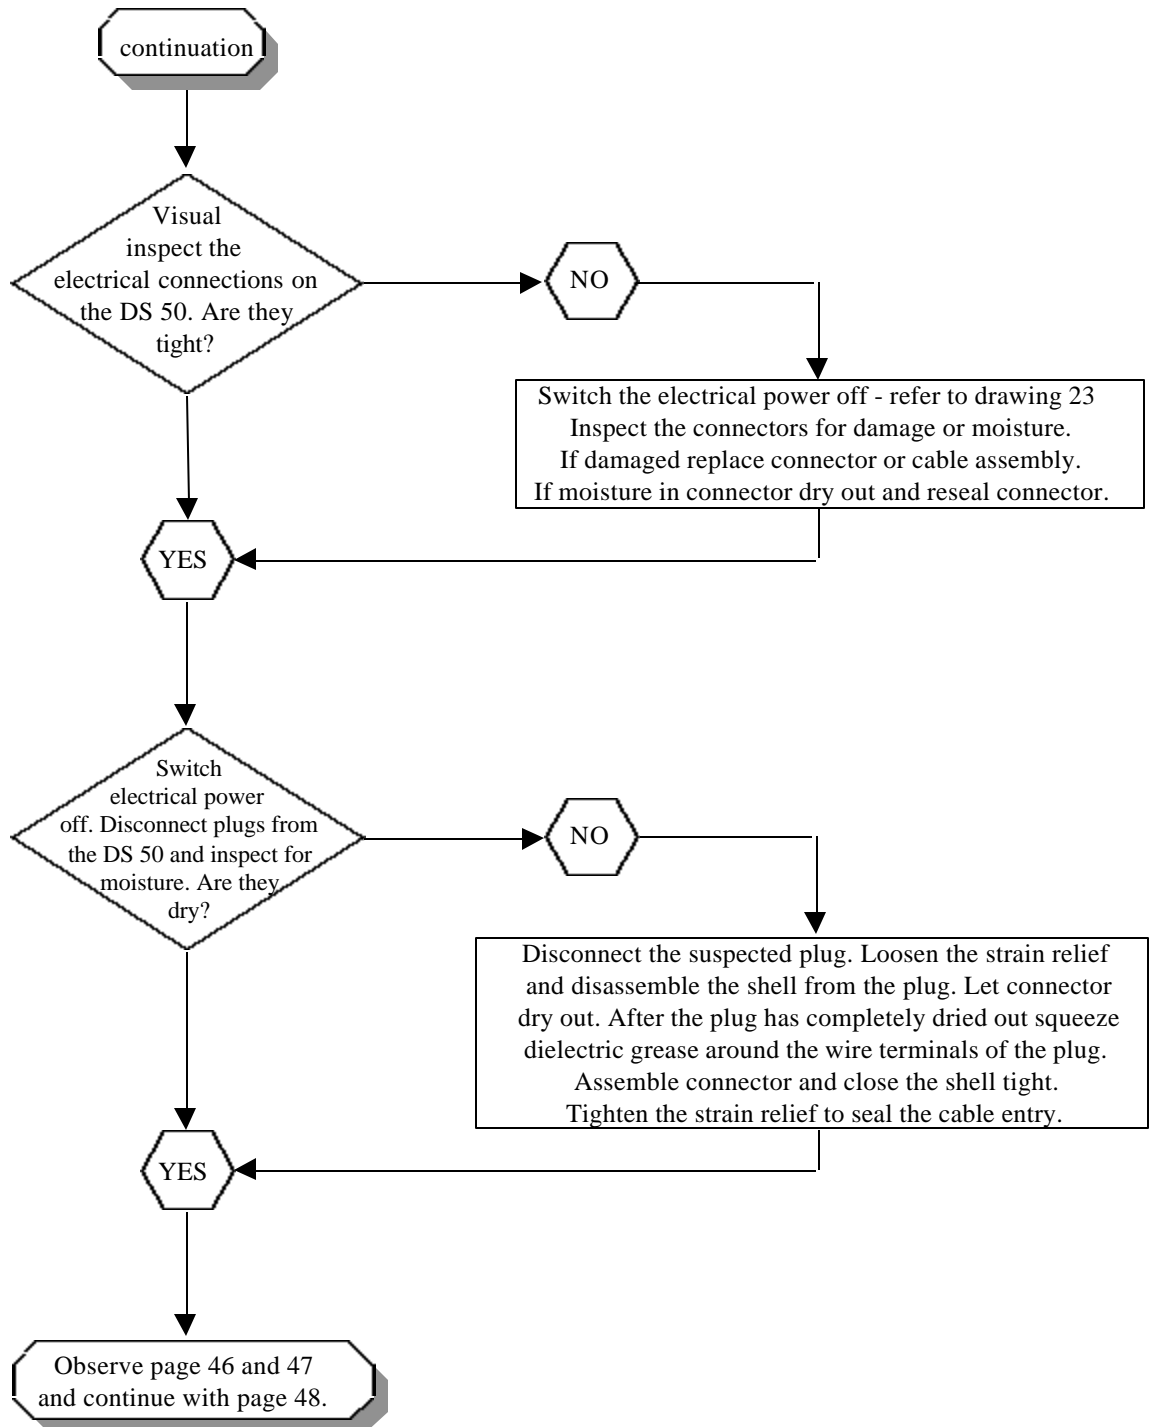 continuation
Visual
inspect the
electrical connections on
the DS 50. Are they
tight?
NO
Switch the electrical power off - refer to drawing 23
Inspect the connectors for damage or moisture.
If damaged replace connector or cable assembly.
If moisture in connector dry out and reseal connector.
YES
Switch
electrical power
off. Disconnect plugs from
the DS 50 and inspect for
moisture. Are they
dry?
NO
Disconnect the suspected plug. Loosen the strain relief
and disassemble the shell from the plug. Let connector
dry out. After the plug has completely dried out squeeze
dielectric grease around the wire terminals of the plug.
Assemble connector and close the shell tight.
Tighten the strain relief to seal the cable entry.
YES
Observe page 46 and 47
and continue with page 48.